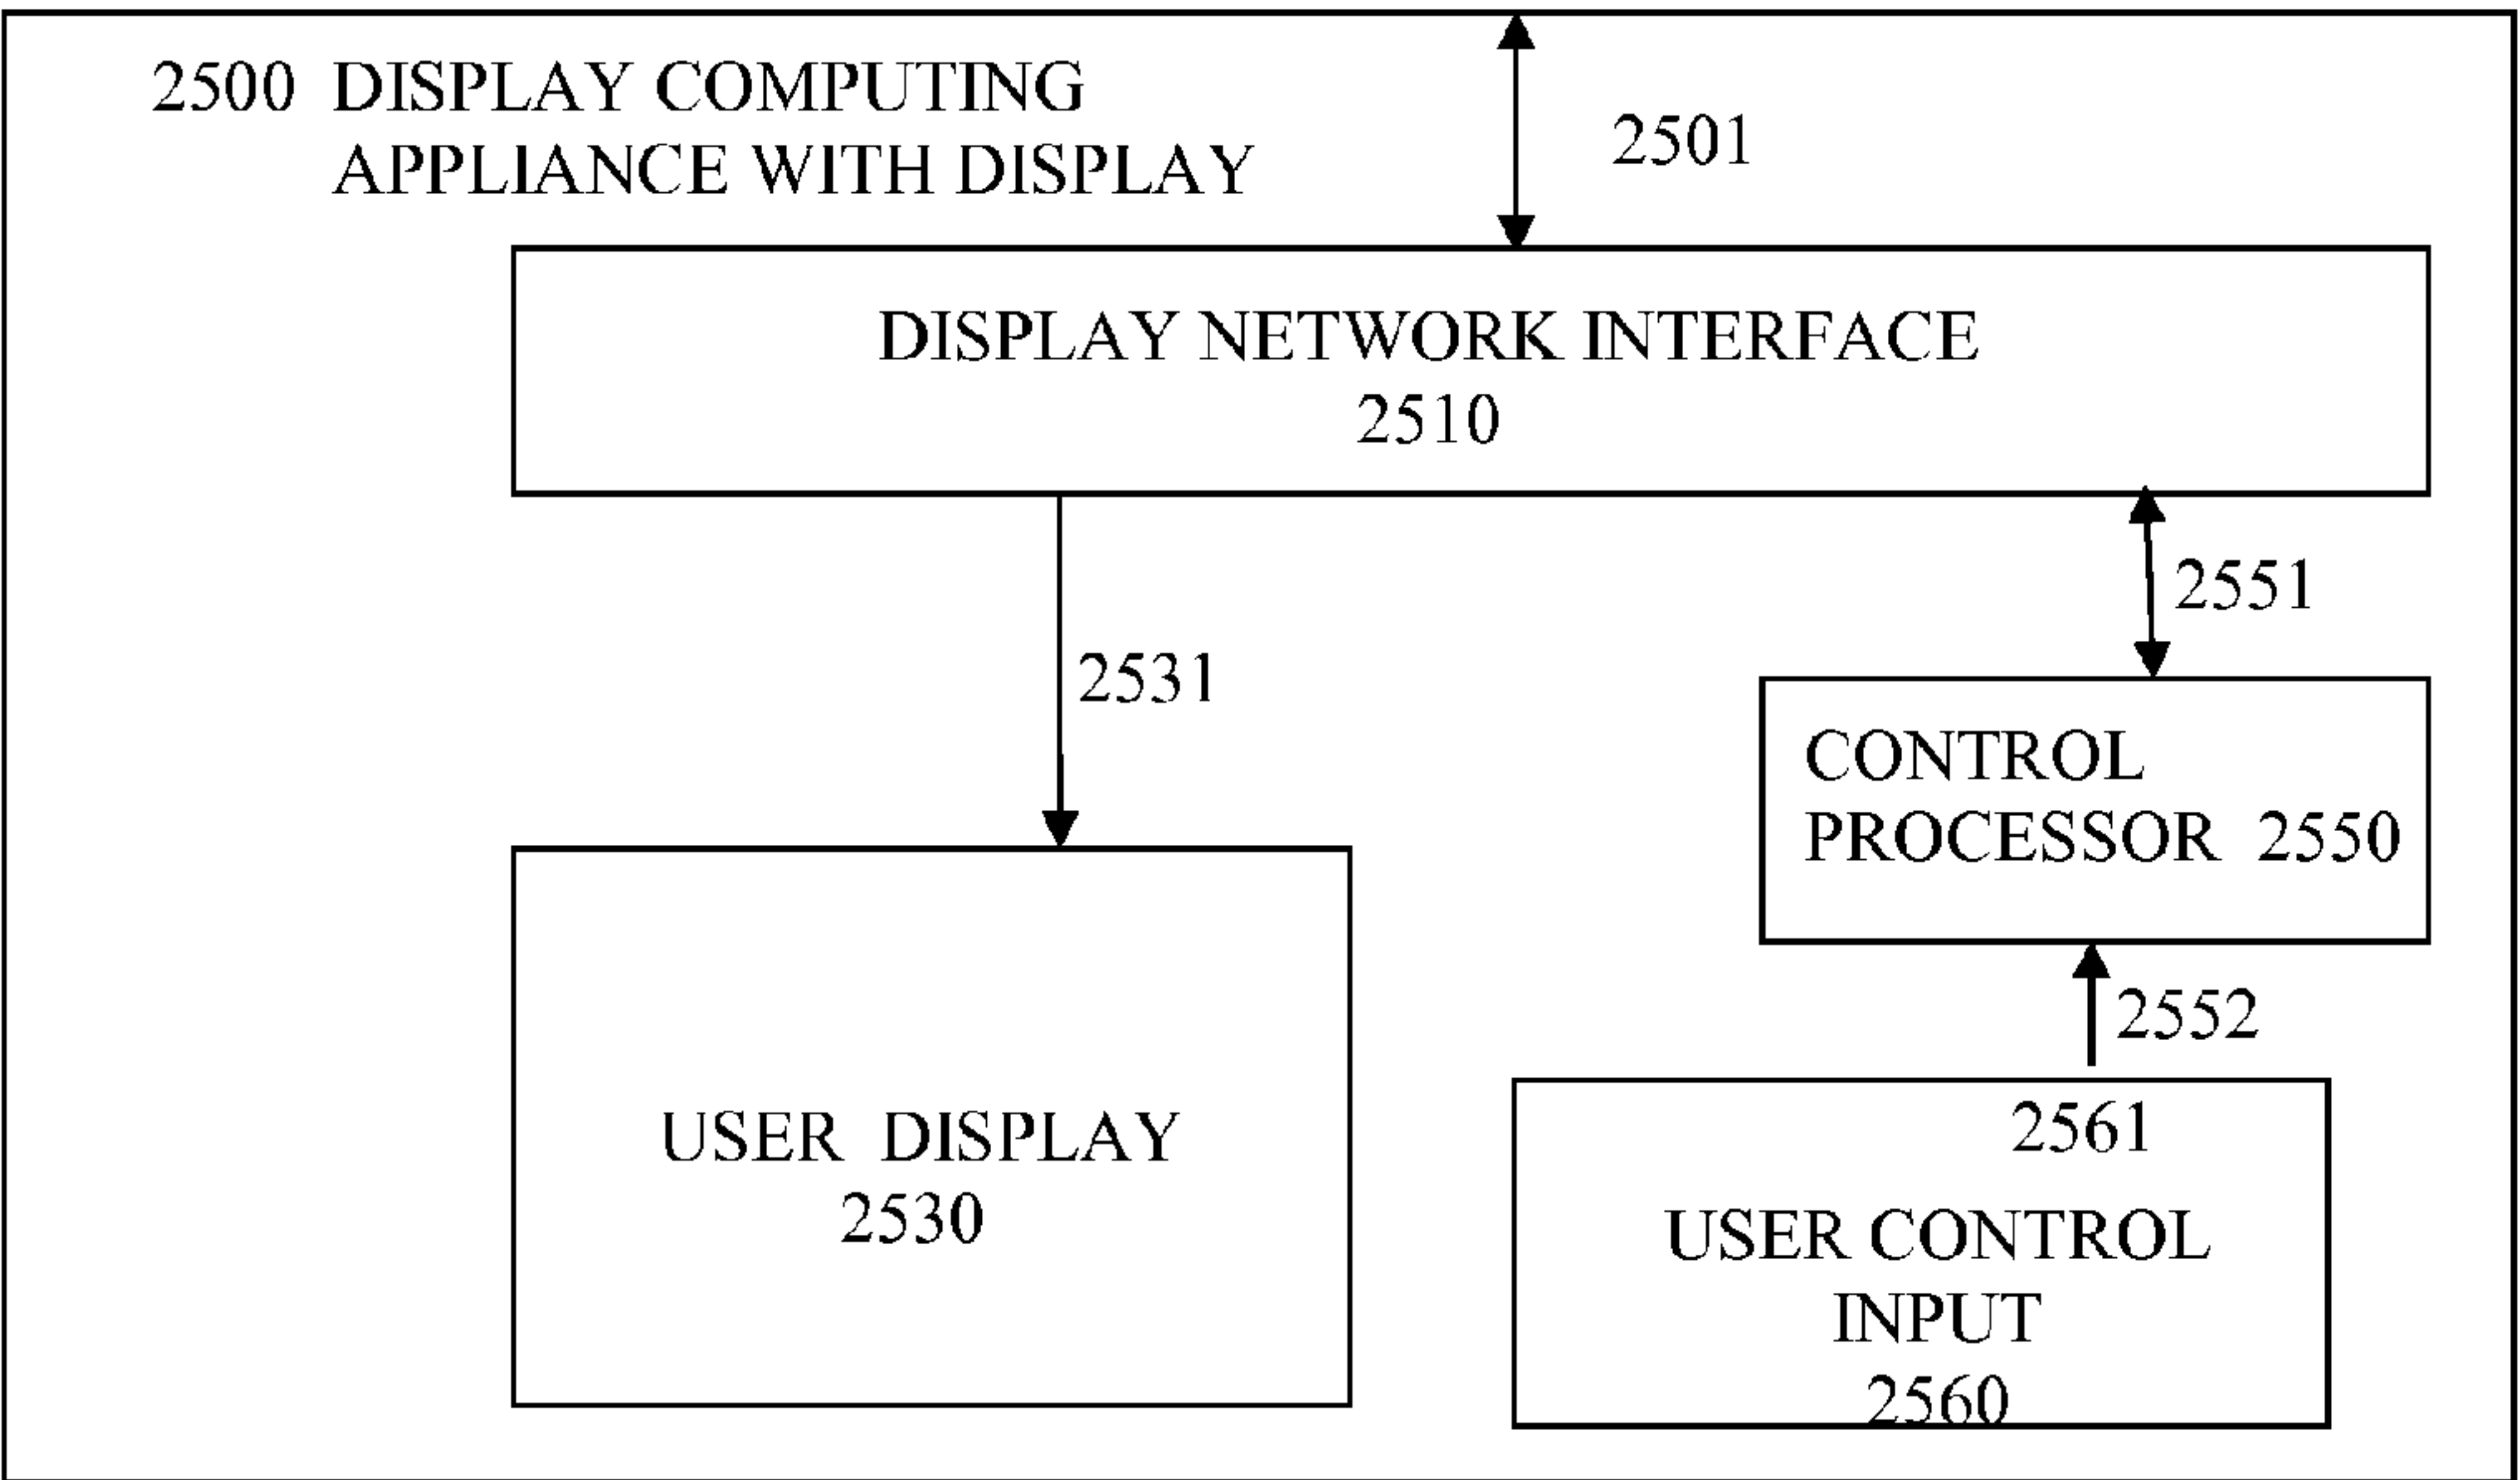 2500 DISPLAY COMPUTING
APPLIANCE WITH DISPLAY
2501
DISPLAY NETWORK INTERFACE
2510
2551
2531
CONTROL
PROCESSOR 2550
2552
2561
USER DISPLAY
2530
USER CONTROL
INPUT
2560